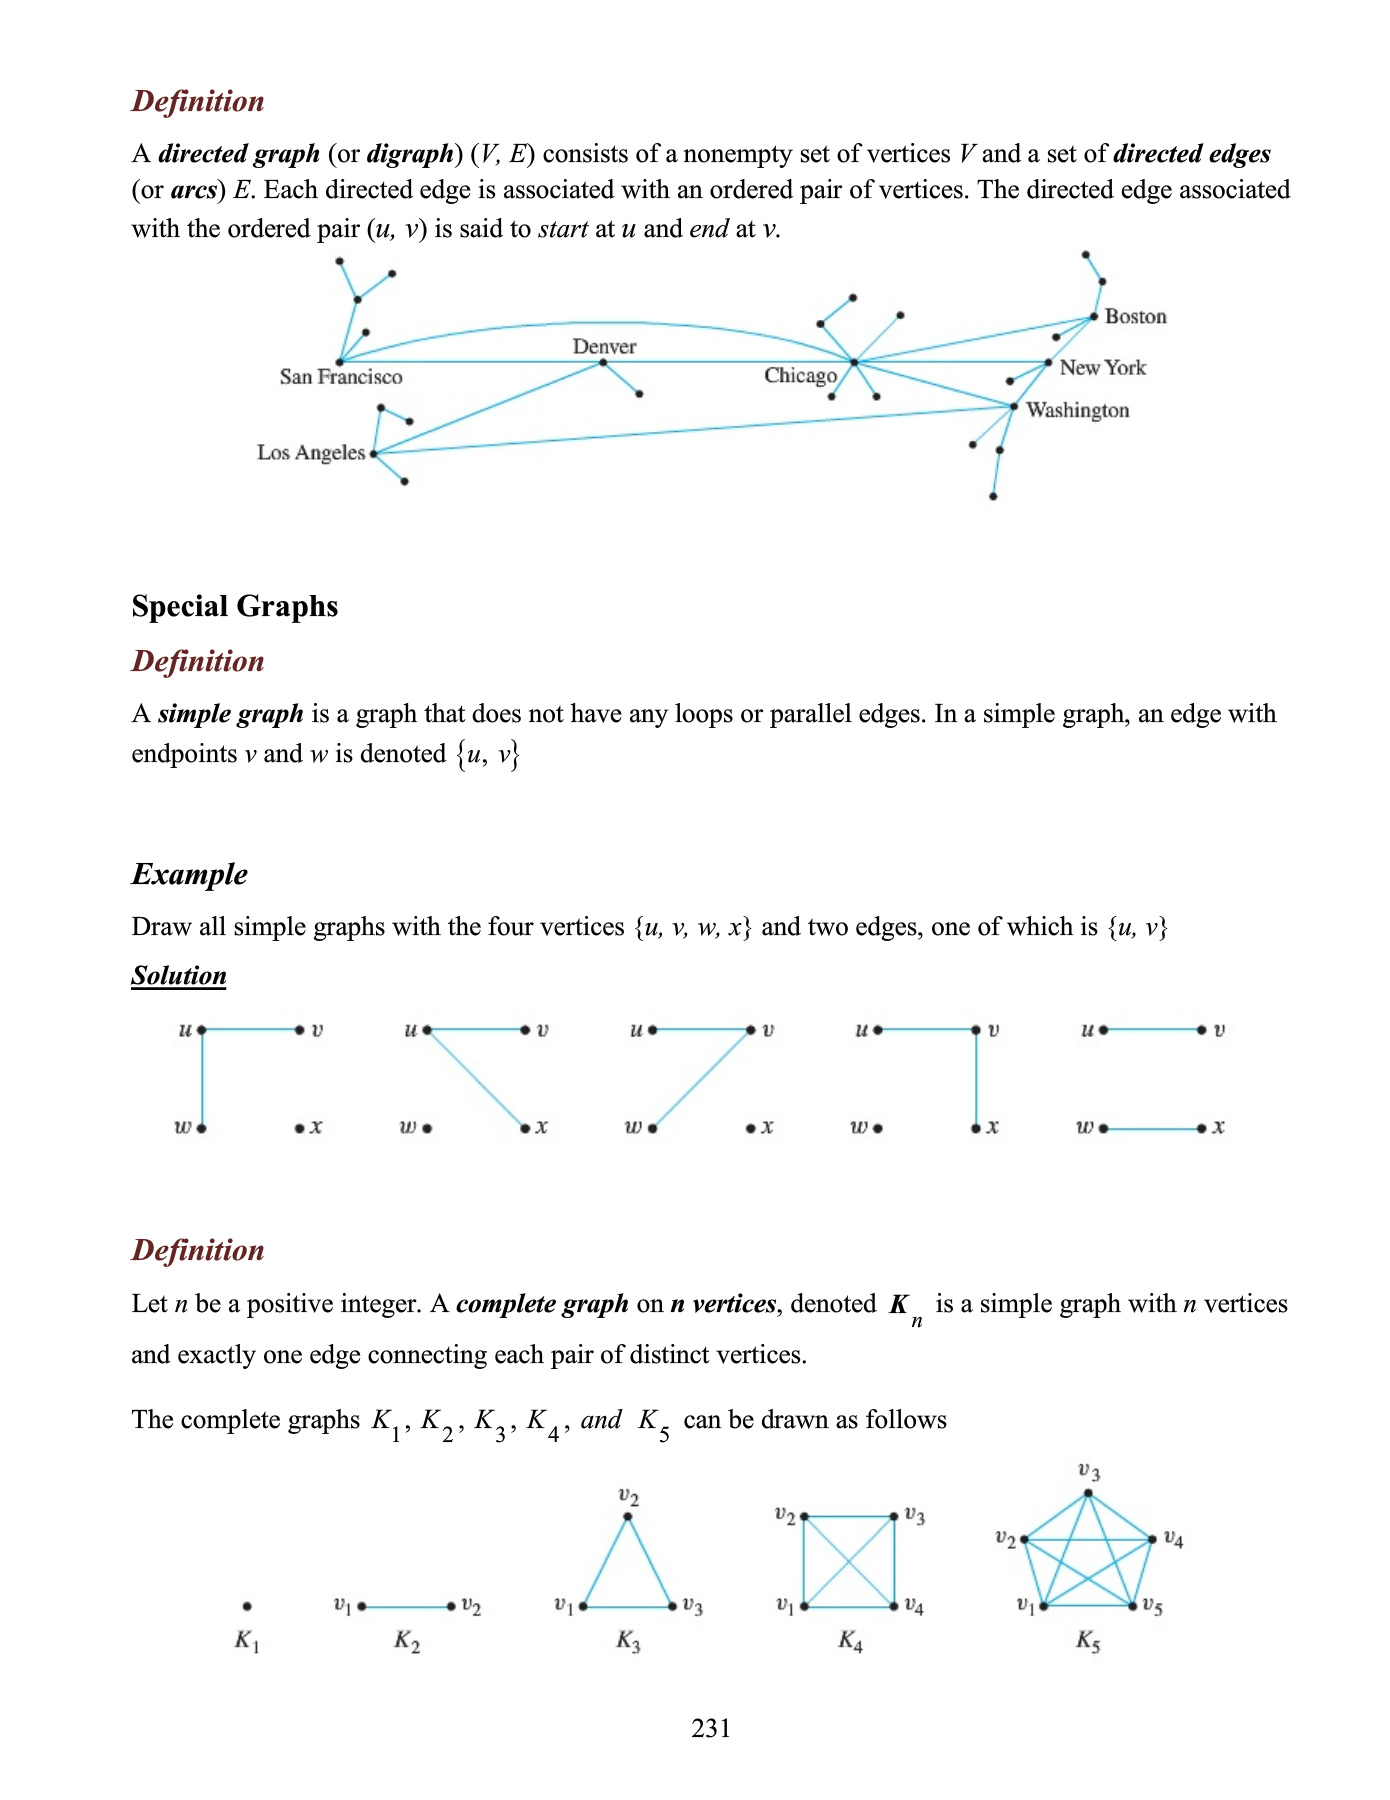 Definition
A directed graph (or digraph) (V, E) consists of a nonempty set of vertices V and a set of directed edges
(or arcs) E. Each directed edge is associated with an ordered pair of vertices. The directed edge associated
with the ordered pair (u, v) is said to start at u and end at v.
Boston
Denver
San Francisco
Chicago
New York
Washington
Los Angeles
Special Graphs
Definition
A simple graph is a graph that does not have any loops or parallel edges. In a simple graph, an edge with
endpoints v and w is denoted {u, v}
Example
Draw all simple graphs with the four vertices {u, v, w, x} and two edges, one of which is {u, v}
Solution
u v u v u v u v u v
w x w x w x w x w x
Definition
Let n be a positive integer. A complete graph on n vertices, denoted K_n is a simple graph with n vertices
and exactly one edge connecting each pair of distinct vertices.
The complete graphs K_1, K_2, K_3, K_4, and K_5 can be drawn as follows
v_3
v_2
v_2 v_3
v_2 v_4
v_1 v_2 v_1 v_3 v_1 v_4 v_1 v_5
K_1 K_2 K_3 K_4 K_5
231